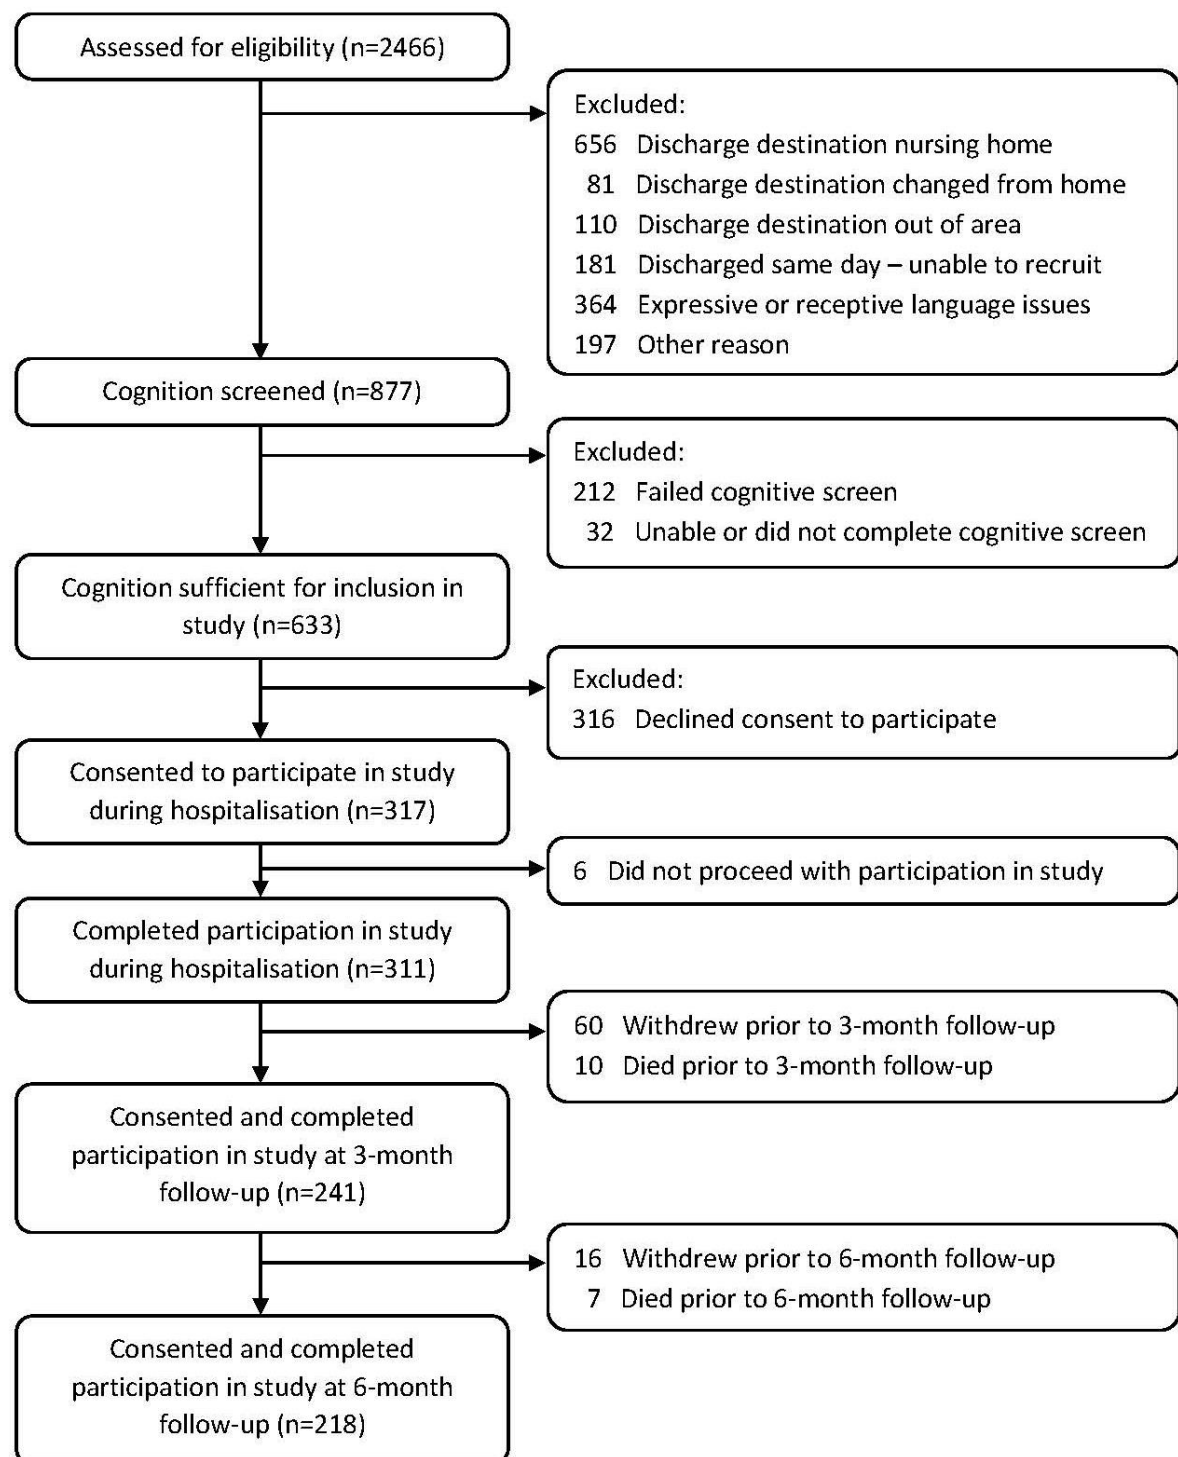 Assessed for eligibility (n=2466)
Excluded:
656 Discharge destination nursing home
81 Discharge destination changed from home
110 Discharge destination out of area
181 Discharged same day – unable to recruit
364 Expressive or receptive language issues
197 Other reason
Cognition screened (n=877)
Excluded:
212 Failed cognitive screen
32 Unable or did not complete cognitive screen
Cognition sufficient for inclusion in
study (n=633)
Excluded:
316 Declined consent to participate
Consented to participate in study
during hospitalisation (n=317)
6 Did not proceed with participation in study
Completed participation in study
during hospitalisation (n=311)
60 Withdrew prior to 3-month follow-up
10 Died prior to 3-month follow-up
Consented and completed
participation in study at 3-month
follow-up (n=241)
16 Withdrew prior to 6-month follow-up
7 Died prior to 6-month follow-up
Consented and completed
participation in study at 6-month
follow-up (n=218)